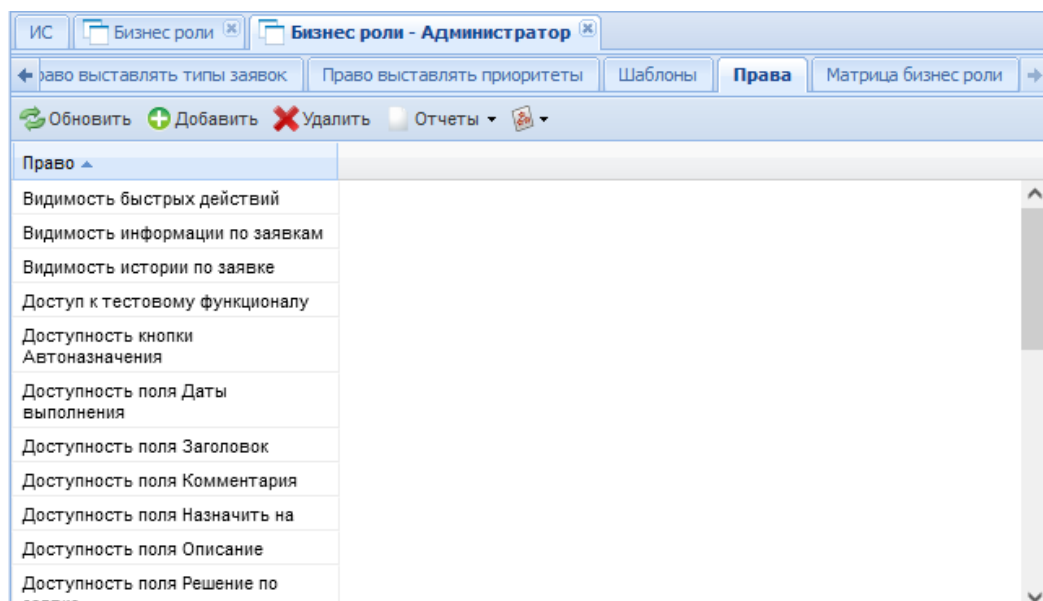 ИС Бизнес роли Бизнес роли - Администратор
выставлять типы заявок Право выставлять приоритеты Шаблоны Права Матрица бизнес роли
Обновить Добавить Удалить Отчеты
Право
Видимость быстрых действий
Видимость информации по заявкам
Видимость истории по заявке
Доступ к тестовому функционалу
Доступность кнопки
Автоназначения
Доступность поля Даты
выполнения
Доступность поля Заголовок
Доступность поля Комментария
Доступность поля Назначить на
Доступность поля Описание
Доступность поля Решение по